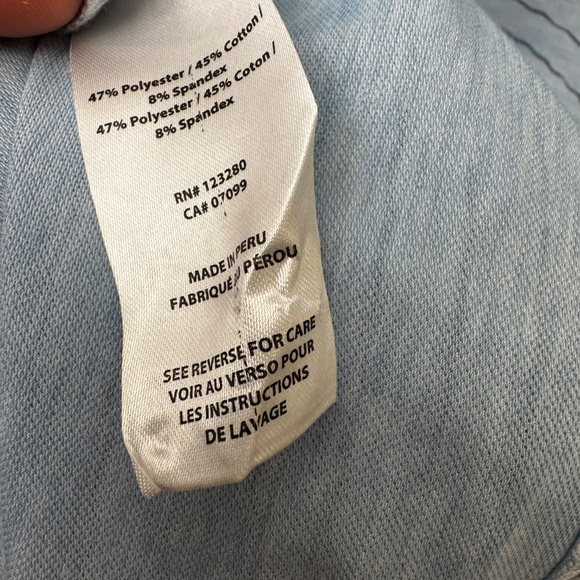 47% Polyester / 45% Cotton /
8% Spandex
47% Polyester / 45% Coton /
8% Spandex
RN# 123280
CA# 07099
MADE IN PERU
FABRIQUÉ AU PÉROU
SEE REVERSE FOR CARE
VOIR AU VERSO POUR
LES INSTRUCTIONS
DE LAVAGE